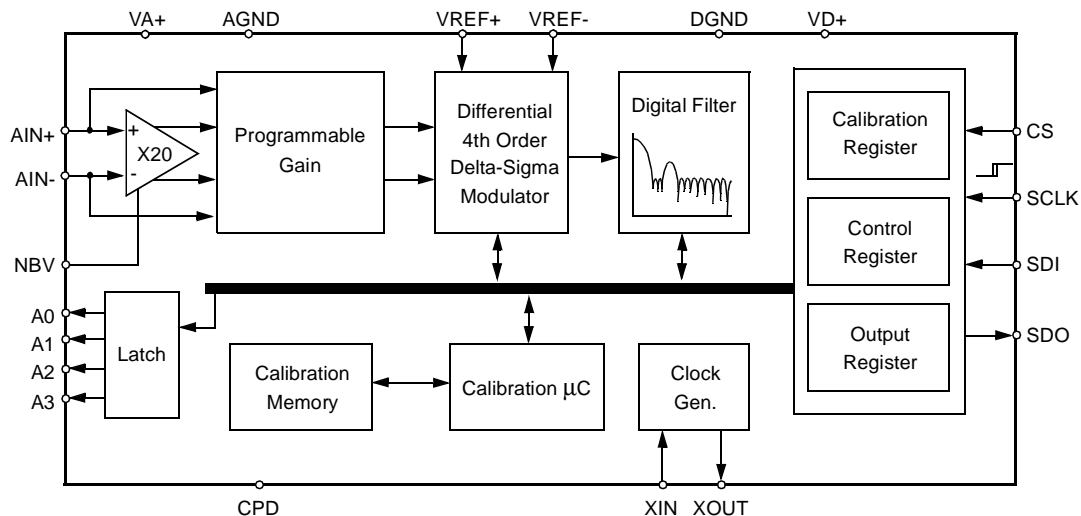 VA+
AGND
VREF+
VREF-
DGND
VD+
AIN+
AIN-
NBV
+
X20
-
Programmable
Gain
Differential
4th Order
Delta-Sigma
Modulator
Digital Filter
Calibration
Register
Control
Register
Output
Register
CS
SCLK
SDI
SDO
A0
A1
A2
A3
Latch
Calibration
Memory
Calibration μC
Clock
Gen.
CPD
XIN
XOUT